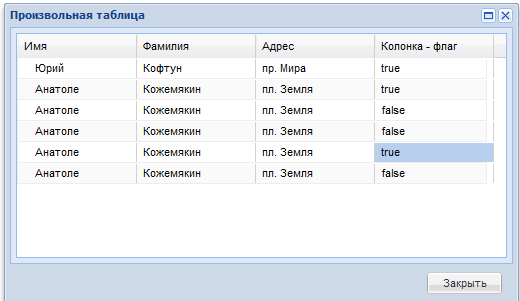 Произвольная таблица
Имя Фамилия Адрес Колонка - флаг
Юрий Кофтун пр. Мира true
Анатоле Кожемякин пл. Земля true
Анатоле Кожемякин пл. Земля false
Анатоле Кожемякин пл. Земля false
Анатоле Кожемякин пл. Земля true
Анатоле Кожемякин пл. Земля false
Закрыть